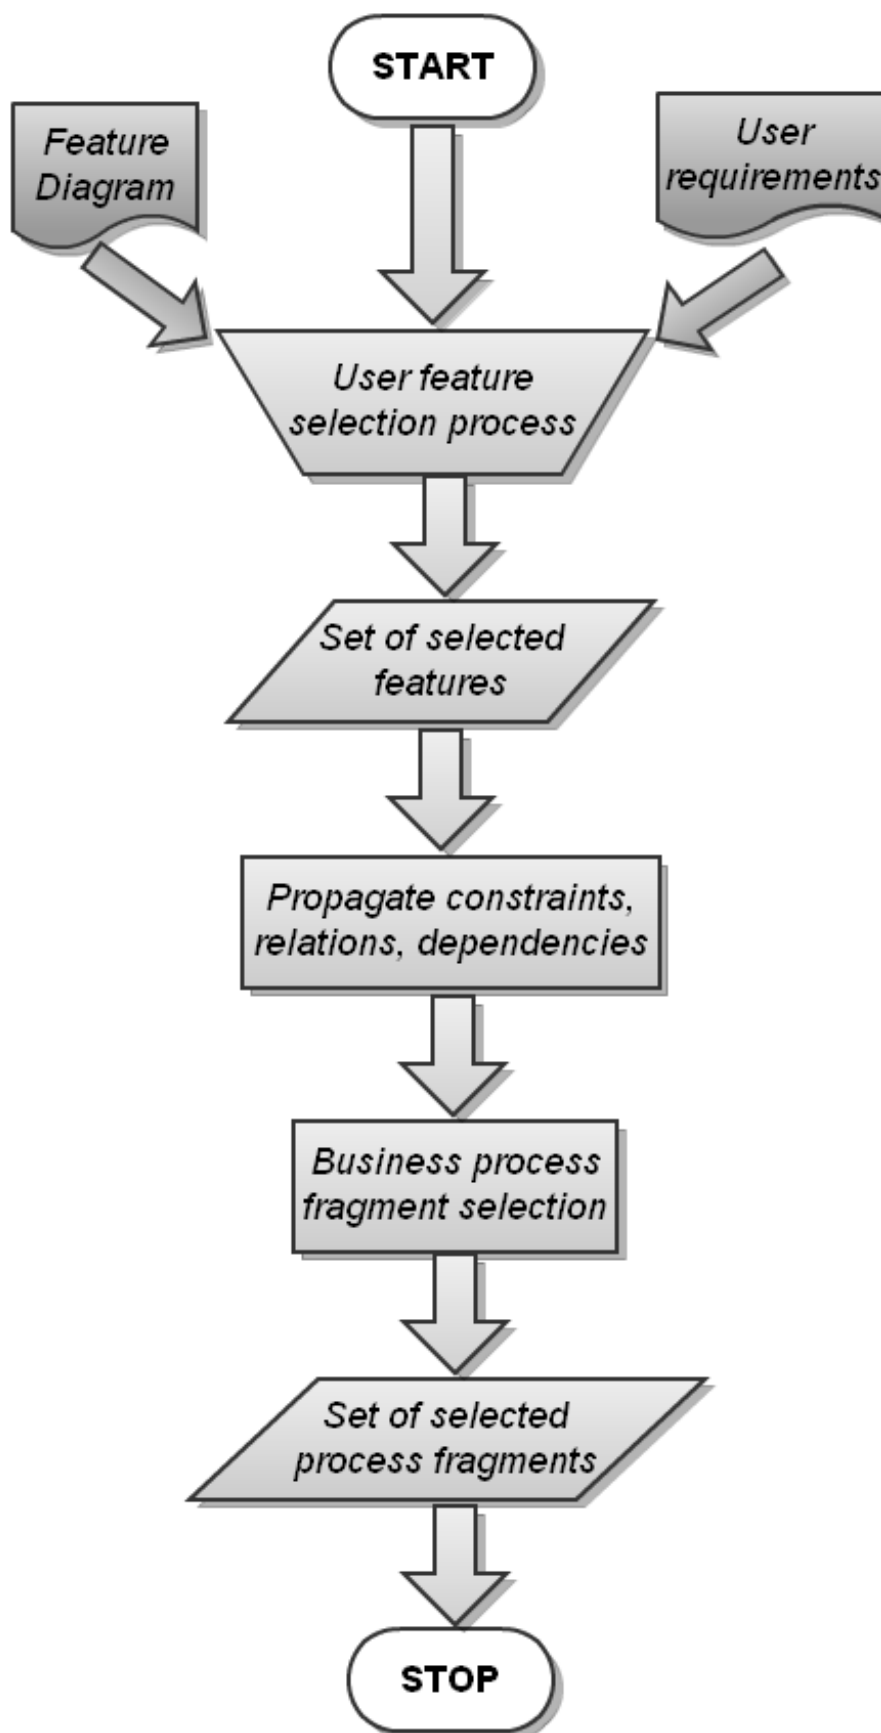 START
Feature
Diagram
User
requirements
User feature
selection process
Set of selected
features
Propagate constraints,
relations, dependencies
Business process
fragment selection
Set of selected
process fragments
STOP